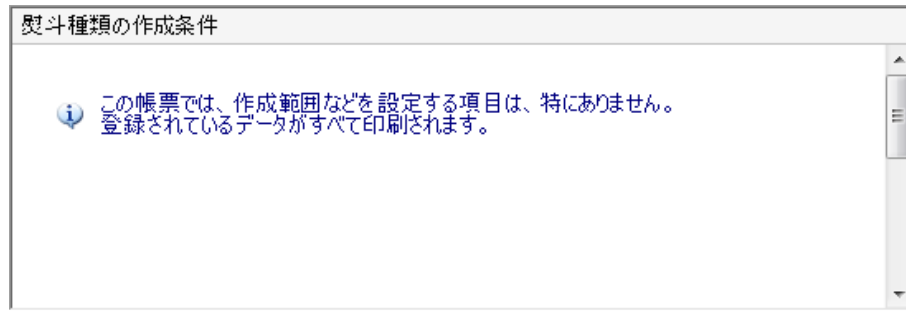 熨斗種類の作成条件
この帳票では、作成範囲などを設定する項目は、特にありません。
登録されているデータがすべて印刷されます。